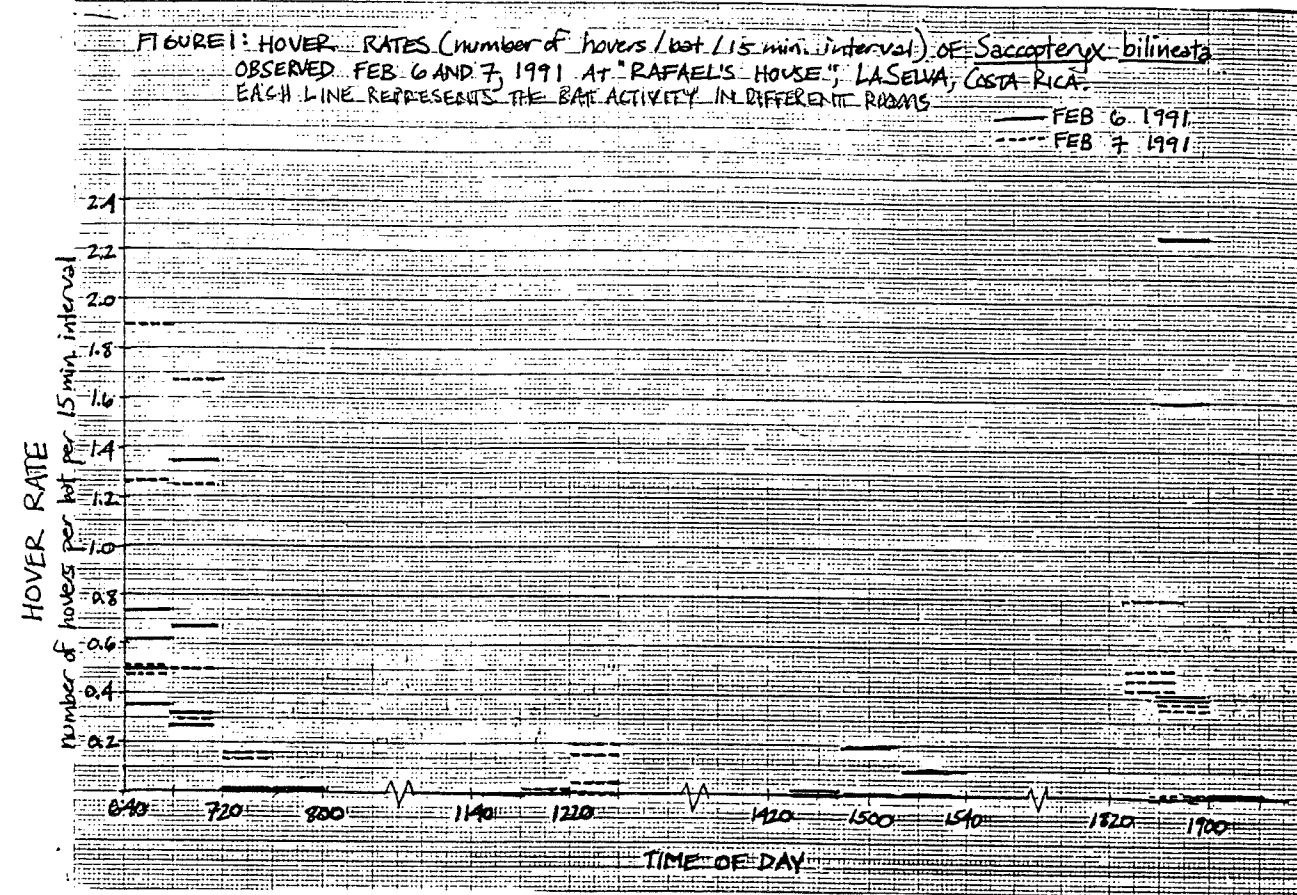 FIGURE 1: HOVER RATES (number of hovers / bat / 15 min. interval) OF Saccopteryx bilineata
OBSERVED FEB 6 AND 7, 1991 AT "RAFAEL'S HOUSE", LA SELVA, COSTA RICA.
EACH LINE REPRESENTS THE BAT ACTIVITY IN DIFFERENT ROOMS
FEB 6 1991
FEB 7 1991
2.4
2.2
2.0
1.8
1.6
1.4
1.2
1.0
0.8
0.6
0.4
0.2
HOVER RATE
number of hovers per bat per 15 min. interval
640 720 800 1140 1220 1420 1500 1540 1820 1900
TIME OF DAY